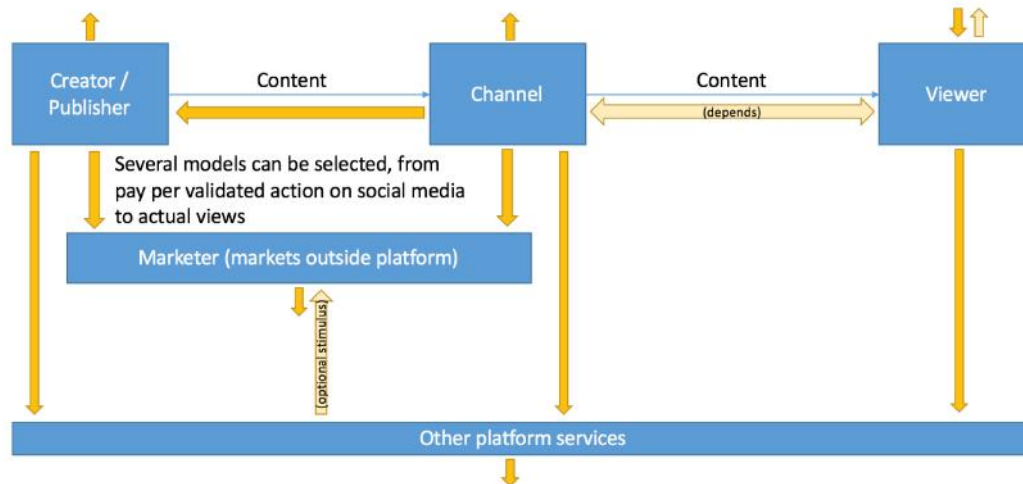 Creator /
Publisher
Content
Channel
Content
(depends)
Viewer
Several models can be selected, from
pay per validated action on social media
to actual views
Marketer (markets outside platform)
(optional stimulus)
Other platform services